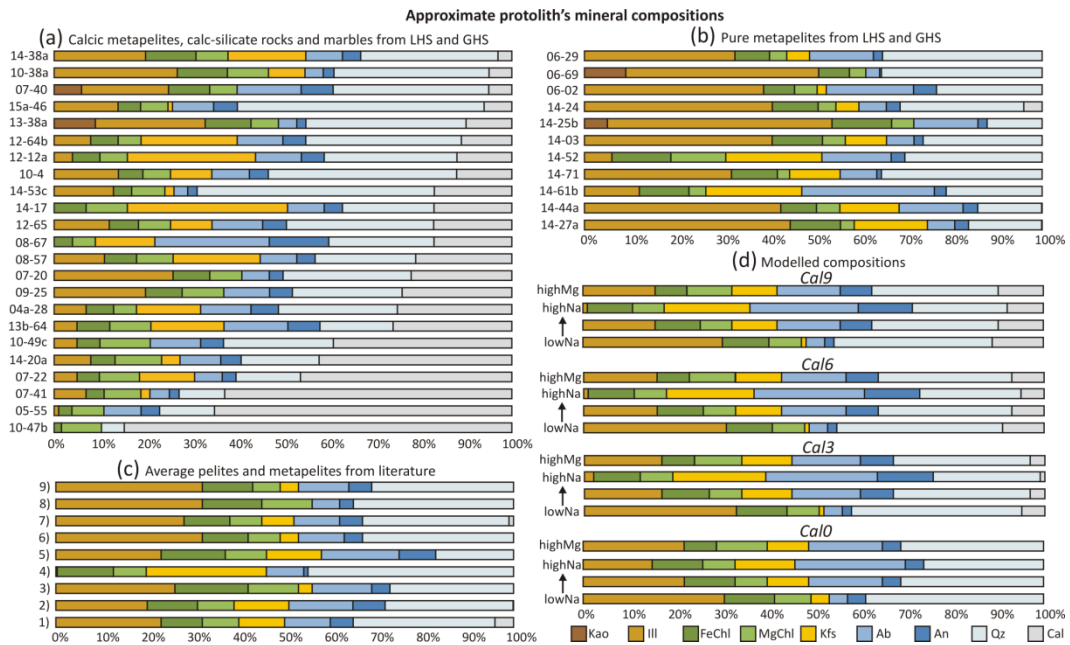 Approximate protolith's mineral compositions
(a) Calcic metapelites, calc-silicate rocks and marbles from LHS and GHS
14-38a
10-38a
07-40
15a-46
13-38a
12-64b
12-12a
10-4
14-53c
14-17
12-65
08-67
08-57
07-20
09-25
04a-28
13b-64
10-49c
14-20a
07-22
07-41
05-55
10-47b
0% 10% 20% 30% 40% 50% 60% 70% 80% 90% 100%
(b) Pure metapelites from LHS and GHS
06-29
06-69
06-02
14-24
14-25b
14-03
14-52
14-71
14-61b
14-44a
14-27a
0% 10% 20% 30% 40% 50% 60% 70% 80% 90% 100%
(c) Average pelites and metapelites from literature
9)
8)
7)
6)
5)
4)
3)
2)
1)
0% 10% 20% 30% 40% 50% 60% 70% 80% 90% 100%
(d) Modelled compositions
Cal9
highMg
highNa
lowNa
Cal6
highMg
highNa
lowNa
Cal3
highMg
highNa
lowNa
Cal0
highMg
highNa
lowNa
0% 10% 20% 30% 40% 50% 60% 70% 80% 90% 100%
Kao Ill FeChl MgChl Kfs Ab An Qz Cal